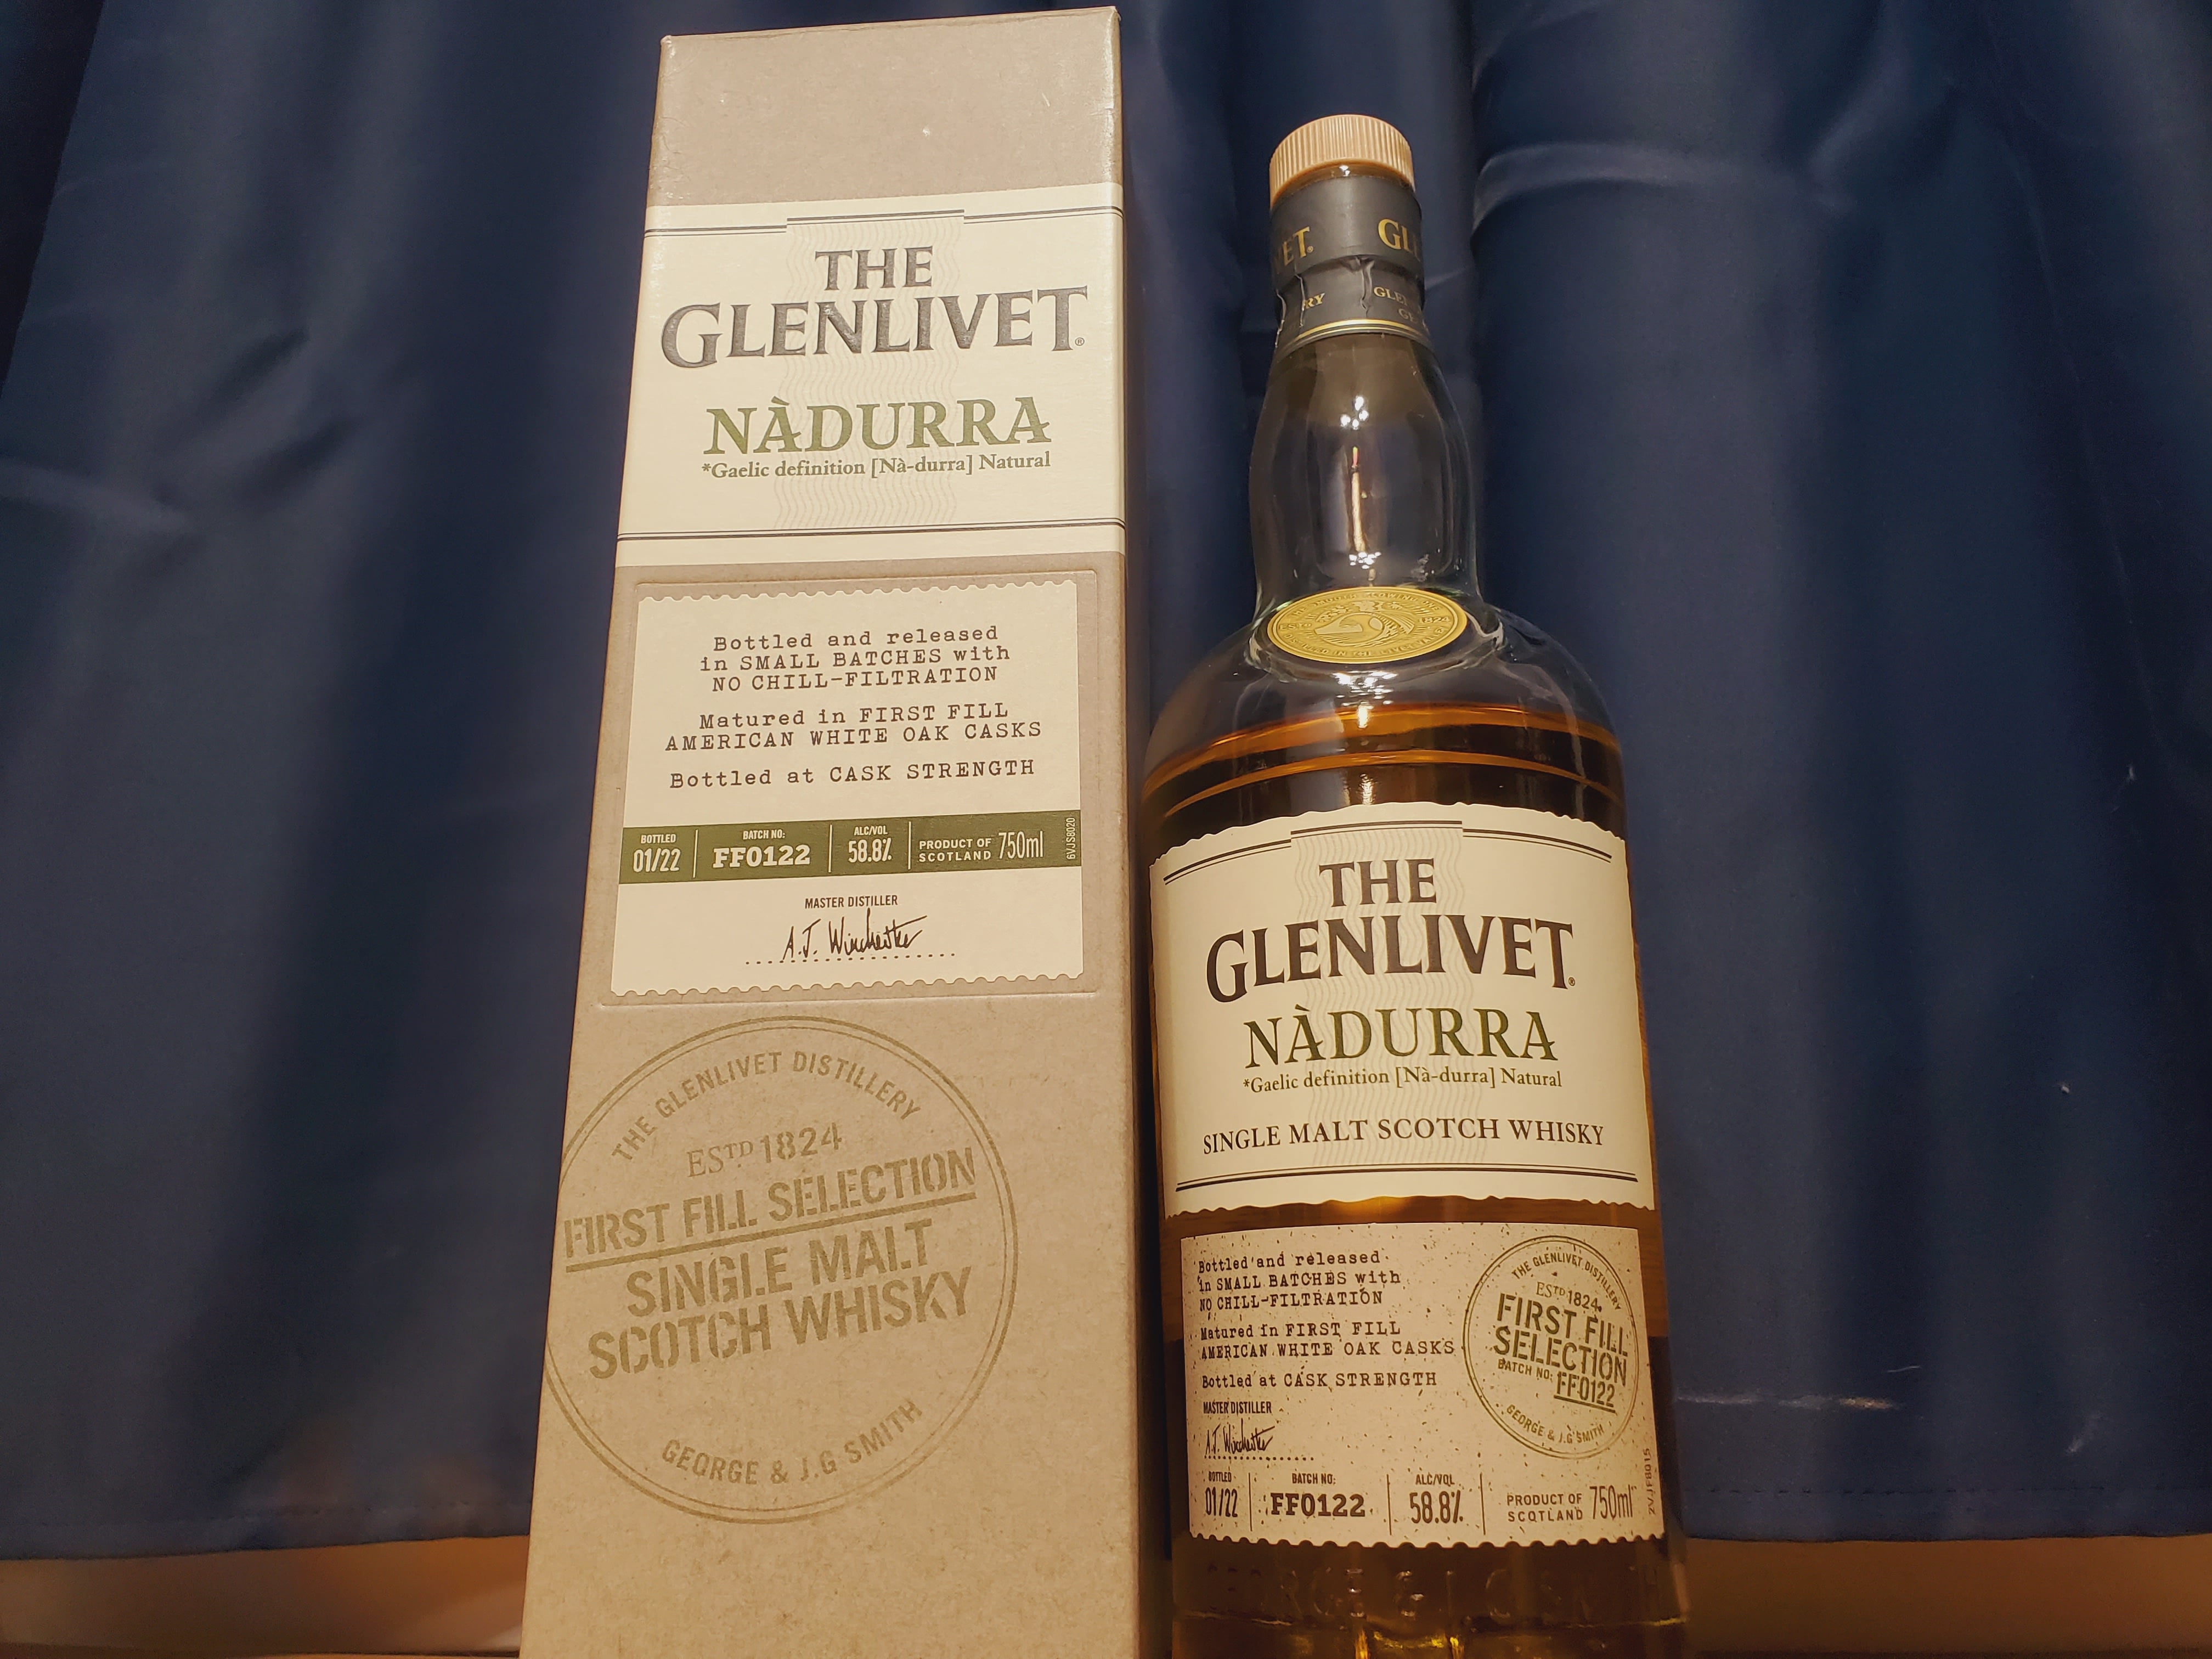 THE
GLENLIVET®
NÀDURRA
*Gaelic definition [Nà-durra] Natural
Bottled and released
in SMALL BATCHES with
NO CHILL-FILTRATION
Matured in FIRST FILL
AMERICAN WHITE OAK CASKS
Bottled at CASK STRENGTH
BOTTLED
01/22
BATCH NO:
FF0122
ALC/VOL
58.8%
PRODUCT OF
SCOTLAND
750ml
6VJS8020
MASTER DISTILLER
A.J. Winchester
THE GLENLIVET DISTILLERY
ESTD 1824
FIRST FILL SELECTION
SINGLE MALT
SCOTCH WHISKY
GEORGE & J.G SMITH
VET.
GL
RY
GLE
THE
GLENLIVET®
NÀDURRA
*Gaelic definition [Nà-durra] Natural
SINGLE MALT SCOTCH WHISKY
Bottled and released
in SMALL BATCHES with
NO CHILL-FILTRATION
Matured in FIRST FILL
AMERICAN WHITE OAK CASKS
Bottled at CASK STRENGTH
MASTER DISTILLER
A.J. Winchester
THE GLENLIVET DISTILLERY
ESTD 1824
FIRST FILL
SELECTION
BATCH NO: FF0122
GEORGE & J.G SMITH
BOTTLED
01/22
BATCH NO:
FF0122
ALC/VOL
58.8%
PRODUCT OF
SCOTLAND
750ml
2VJF8015